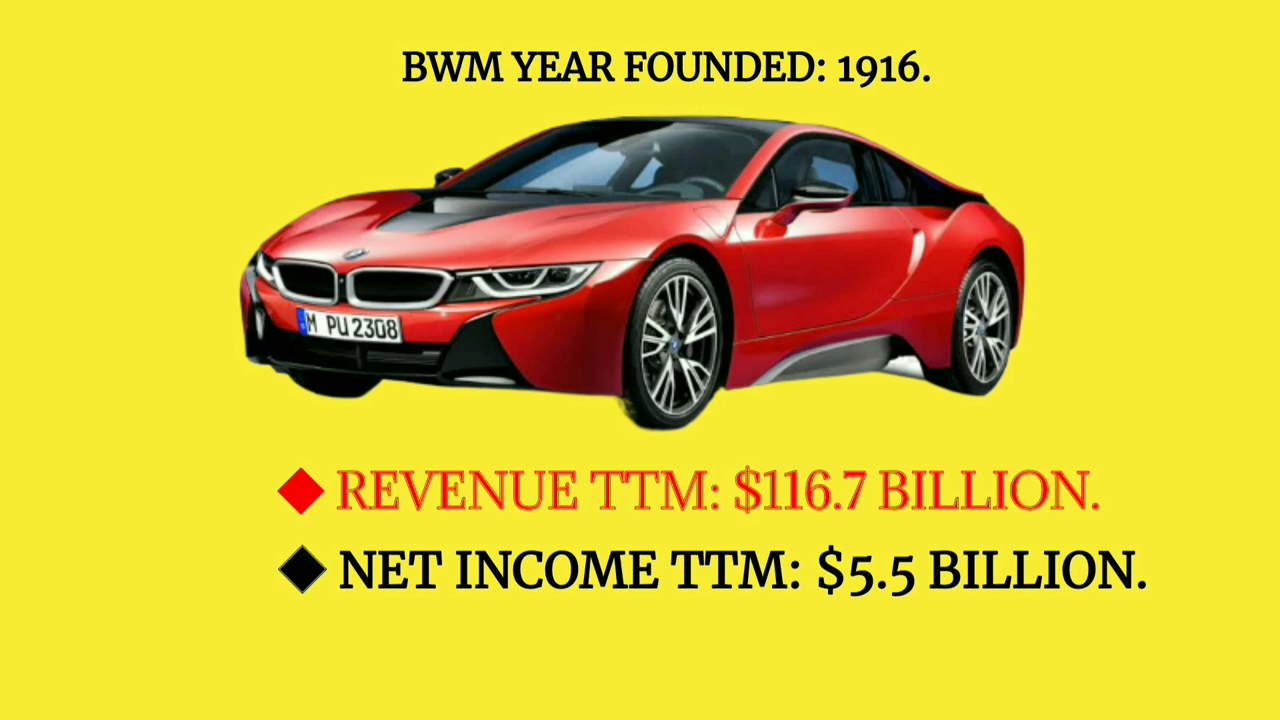 BWM YEAR FOUNDED: 1916.
M PU 2308
REVENUE TTM: $116.7 BILLION.
NET INCOME TTM: $5.5 BILLION.